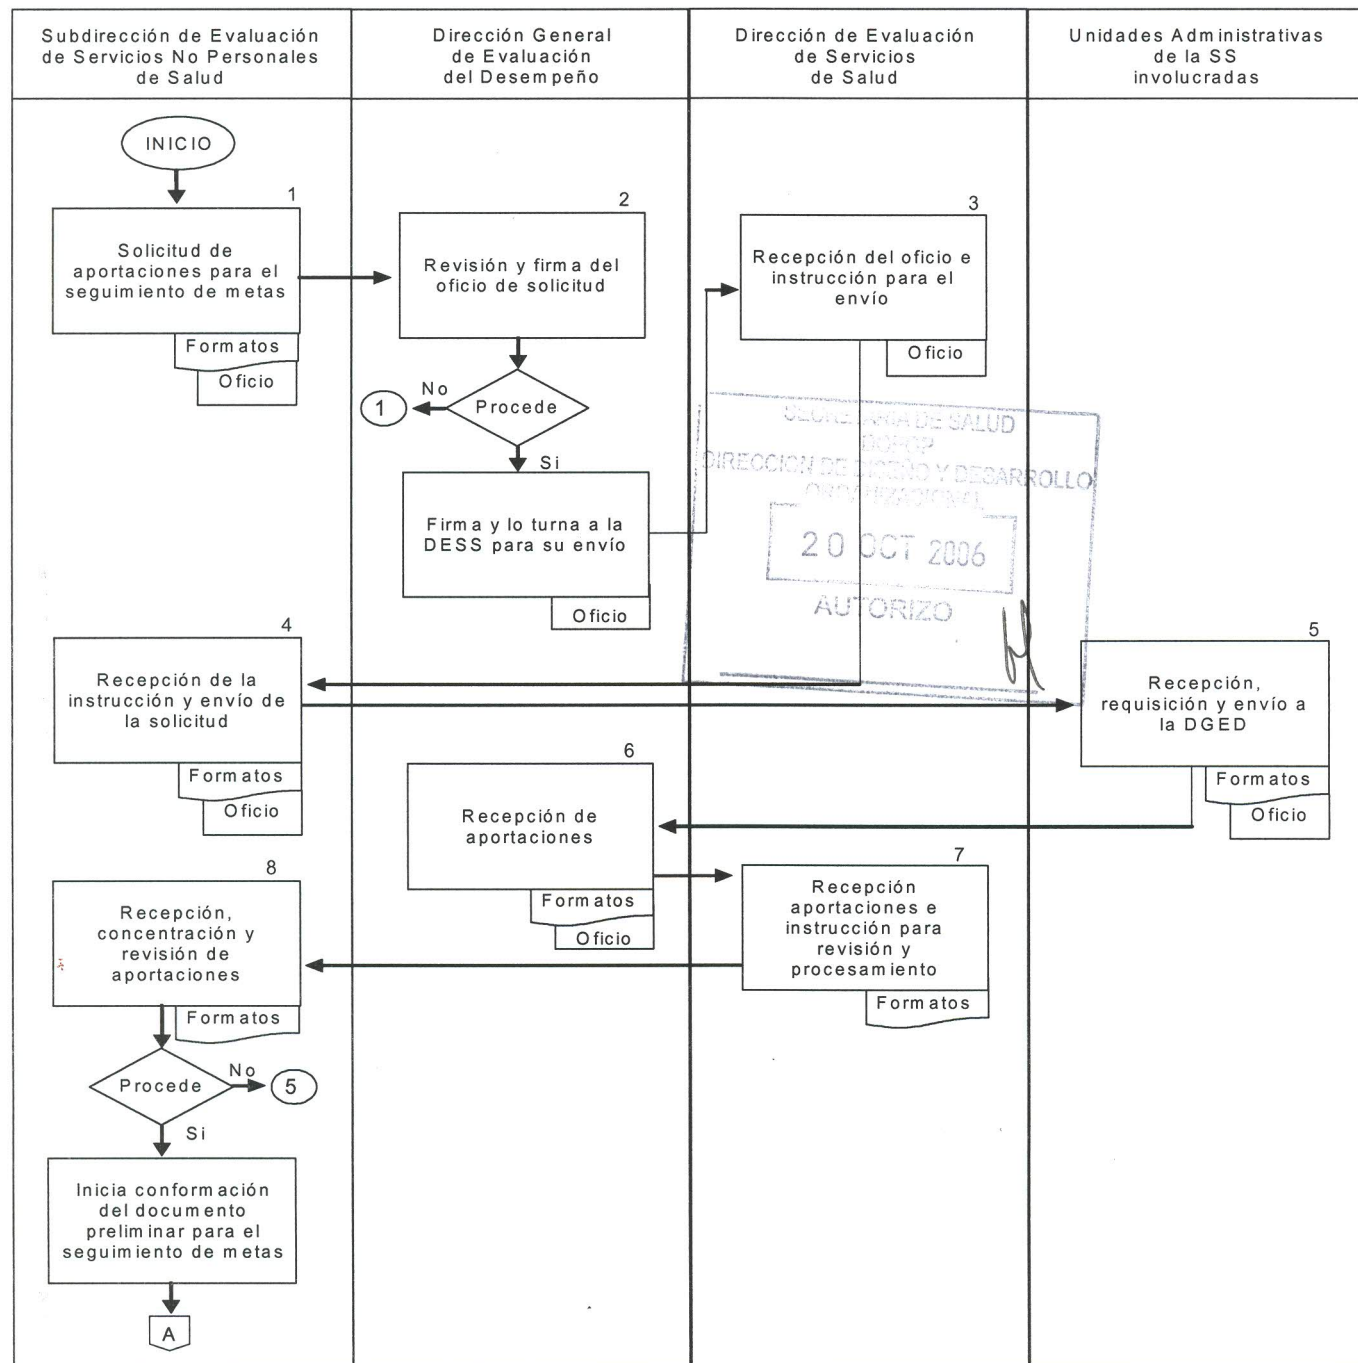 Subdirección de Evaluación
de Servicios No Personales
de Salud
Dirección General
de Evaluación
del Desempeño
Dirección de Evaluación
de Servicios
de Salud
Unidades Administrativas
de la SS
involucradas
INICIO
1
Solicitud de
aportaciones para el
seguimiento de metas
Formatos
Oficio
2
Revisión y firma del
oficio de solicitud
Procede
No
1
Si
Firma y lo turna a la
DESS para su envío
Oficio
3
Recepción del oficio e
instrucción para el
envío
Oficio
SECRETARIA DE SALUD
DIRECCION DE DISEÑO Y DESARROLLO
ORGANIZACIONAL
20 OCT 2006
AUTORIZO
4
Recepción de la
instrucción y envío de
la solicitud
Formatos
Oficio
5
Recepción,
requisición y envío a
la DGED
Formatos
Oficio
6
Recepción de
aportaciones
Formatos
Oficio
7
Recepción
aportaciones e
instrucción para
revisión y
procesamiento
Formatos
8
Recepción,
concentración y
revisión de
aportaciones
Formatos
Procede
No
5
Si
Inicia conformación
del documento
preliminar para el
seguimiento de metas
A